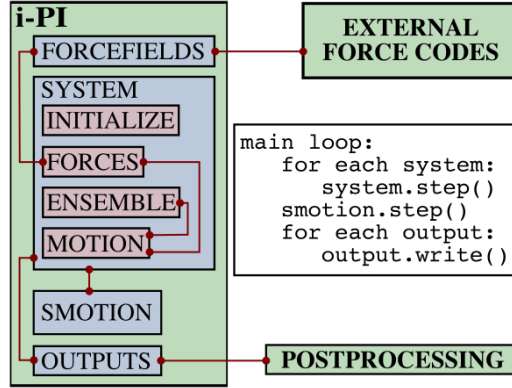 i-PI
FORCEFIELDS
EXTERNAL
FORCE CODES
SYSTEM
INITIALIZE
FORCES
ENSEMBLE
MOTION
SMOTION
OUTPUTS
main loop:
for each system:
system.step()
smotion.step()
for each output:
output.write()
POSTPROCESSING